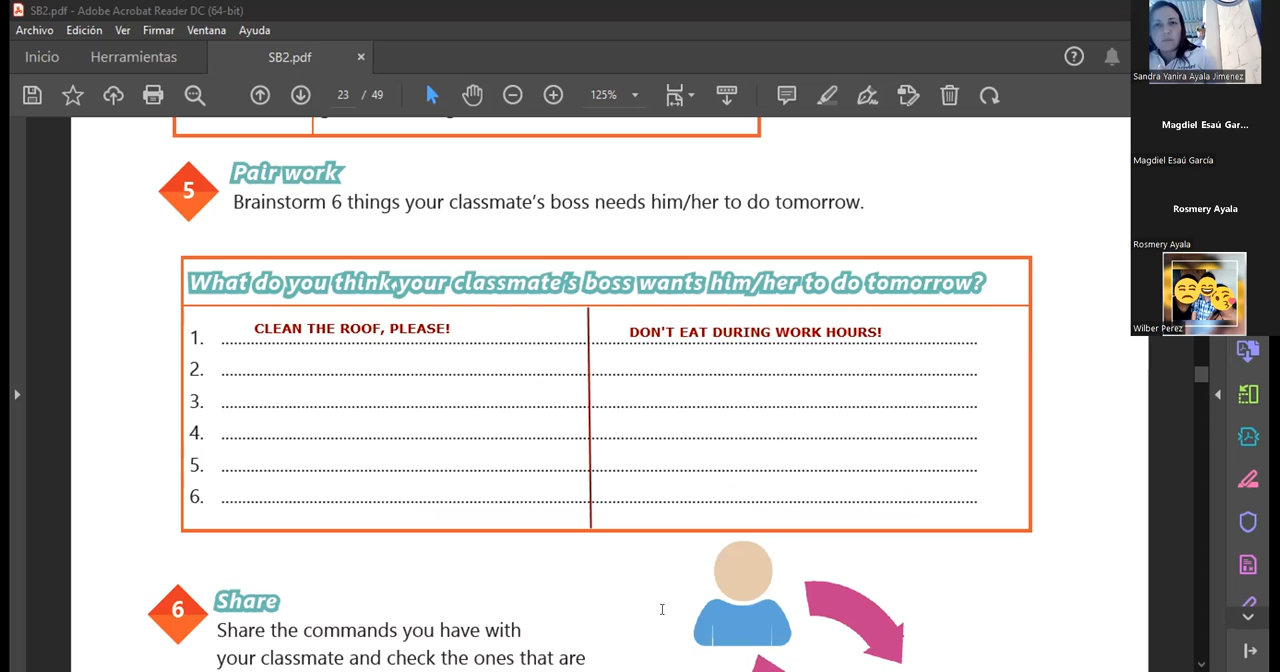 SB2.pdf - Adobe Acrobat Reader DC (64-bit)
Archivo Edición Ver Firmar Ventana Ayuda
Inicio Herramientas SB2.pdf ×
23 / 49 125%
Sandra Yanira Ayala Jimenez
Magdiel Esaú Gar...
Magdiel Esaú García
Rosmery Ayala
Rosmery Ayala
Wilber Perez
5 Pair work
Brainstorm 6 things your classmate's boss needs him/her to do tomorrow.
What do you think your classmate's boss wants him/her to do tomorrow?
1. CLEAN THE ROOF, PLEASE! DON'T EAT DURING WORK HOURS!
2.
3.
4.
5.
6.
6 Share
Share the commands you have with
your classmate and check the ones that are